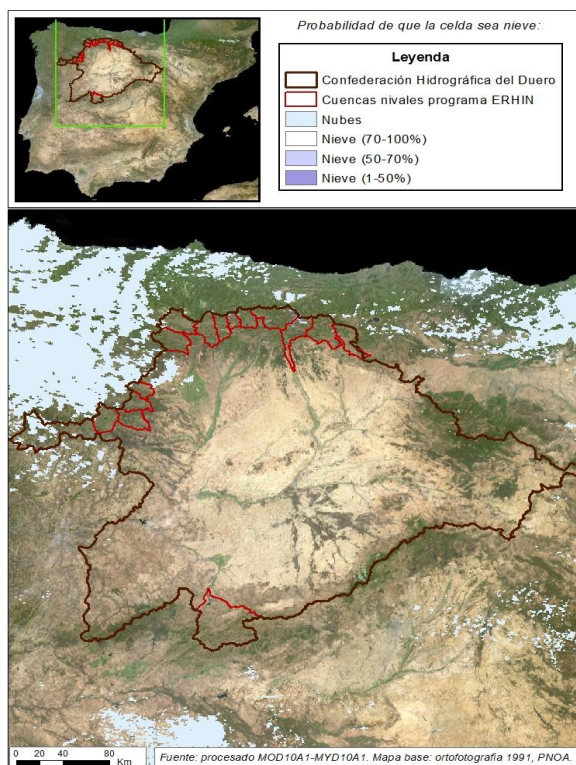 Probabilidad de que la celda sea nieve:
Leyenda
Confederación Hidrográfica del Duero
Cuencas nivales programa ERHIN
Nubes
Nieve (70-100%)
Nieve (50-70%)
Nieve (1-50%)
0 20 40 80
Km
Fuente: procesado MOD10A1-MYD10A1. Mapa base: ortofotografía 1991, PNOA.